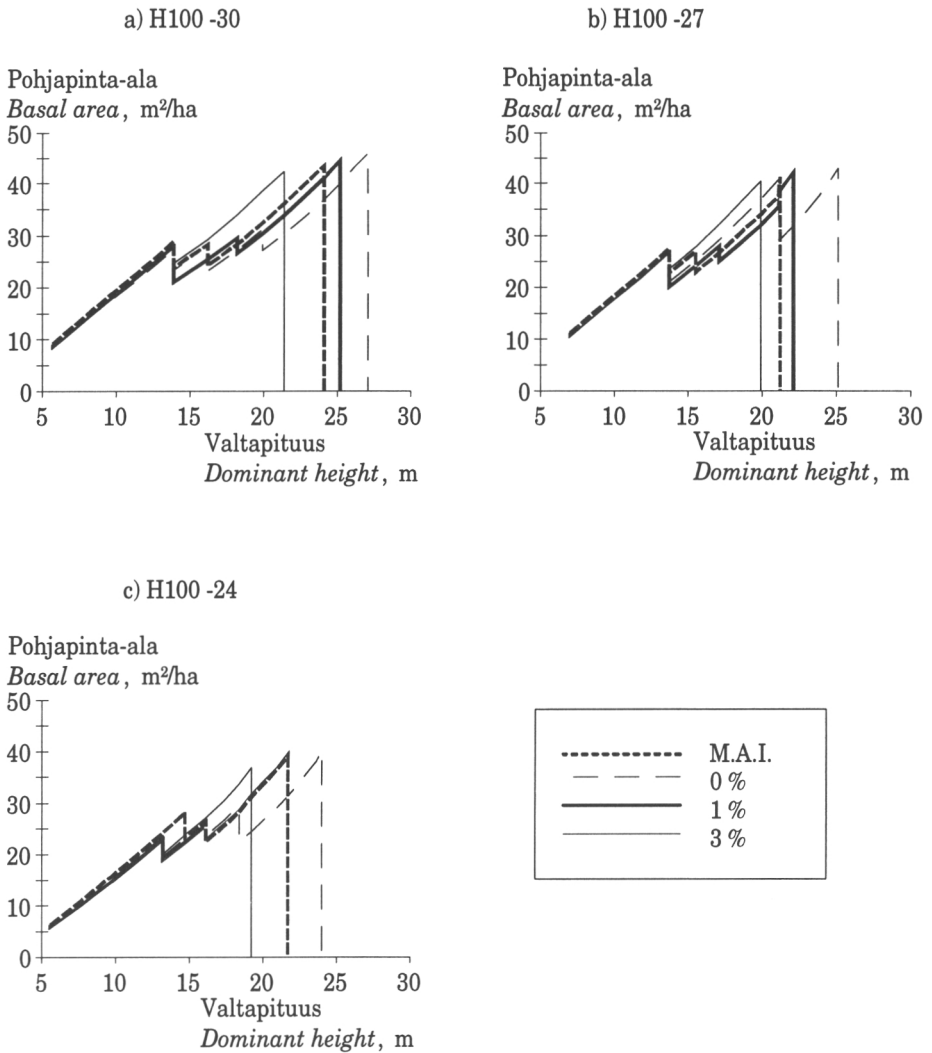 a) H100 -30
Pohjapinta-ala
Basal area, m²/ha
50
40
30
20
10
0
5 10 15 20 25 30
Valtapituus
Dominant height, m
b) H100 -27
Pohjapinta-ala
Basal area, m²/ha
50
40
30
20
10
0
5 10 15 20 25 30
Valtapituus
Dominant height, m
c) H100 -24
Pohjapinta-ala
Basal area, m²/ha
50
40
30
20
10
0
5 10 15 20 25 30
Valtapituus
Dominant height, m
M.A.I.
0 %
1 %
3 %